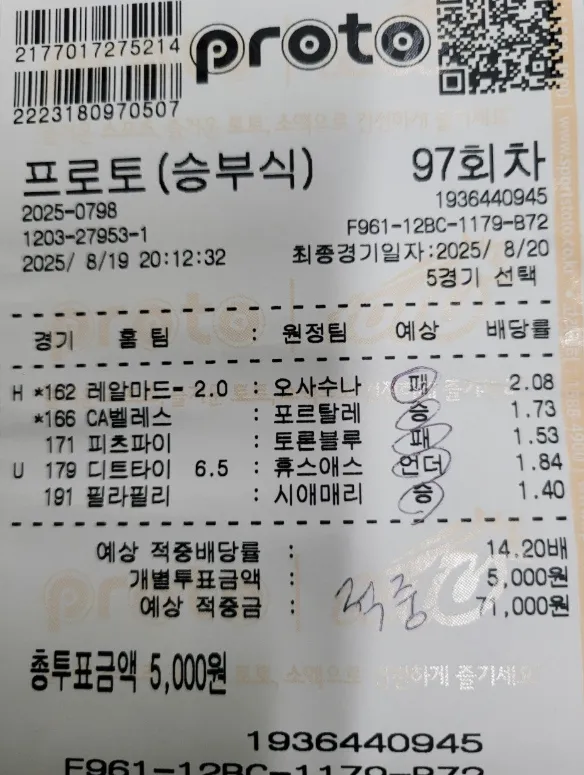 2177017275214
proto
2223180970507
프로토(승부식) 97회차
2025-0798 1936440945
1203-27953-1 F961-12BC-1179-B72
2025/ 8/19 20:12:32 최종경기일자:2025/ 8/20
5경기 선택
경기 홈팀 : 원정팀 예상 배당률
H *162 레알마드- 2.0 : 오사수나 패 2.08
*166 CA벨레스 : 포르탈레 승 1.73
171 피츠파이 : 토론블루 패 1.53
U 179 디트타이 6.5 : 휴스애스 언더 1.84
191 필라필리 : 시애매리 승 1.40
예상 적중배당률 : 14.20배
개별투표금액 : 5,000원
예상 적중금 : 71,000원
적중
총투표금액 5,000원
1936440945
F961-12BC-1179-B72